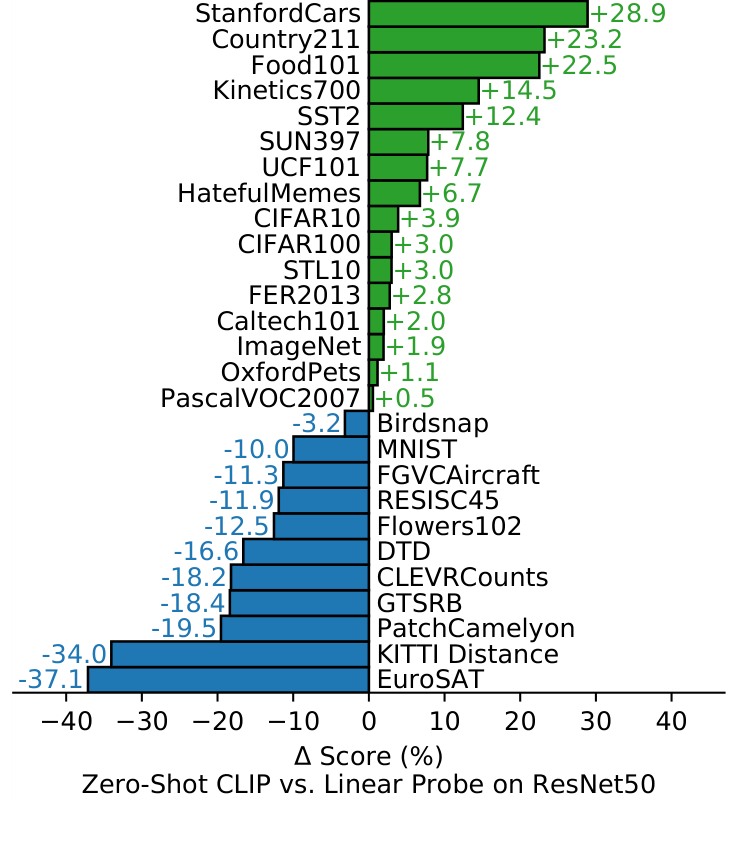 StanfordCars +28.9
Country211 +23.2
Food101 +22.5
Kinetics700 +14.5
SST2 +12.4
SUN397 +7.8
UCF101 +7.7
HatefulMemes +6.7
CIFAR10 +3.9
CIFAR100 +3.0
STL10 +3.0
FER2013 +2.8
Caltech101 +2.0
ImageNet +1.9
OxfordPets +1.1
PascalVOC2007 +0.5
-3.2 Birdsnap
-10.0 MNIST
-11.3 FGVCAircraft
-11.9 RESISC45
-12.5 Flowers102
-16.6 DTD
-18.2 CLEVRCounts
-18.4 GTSRB
-19.5 PatchCamelyon
-34.0 KITTI Distance
-37.1 EuroSAT
−40 −30 −20 −10 0 10 20 30 40
Δ Score (%)
Zero-Shot CLIP vs. Linear Probe on ResNet50